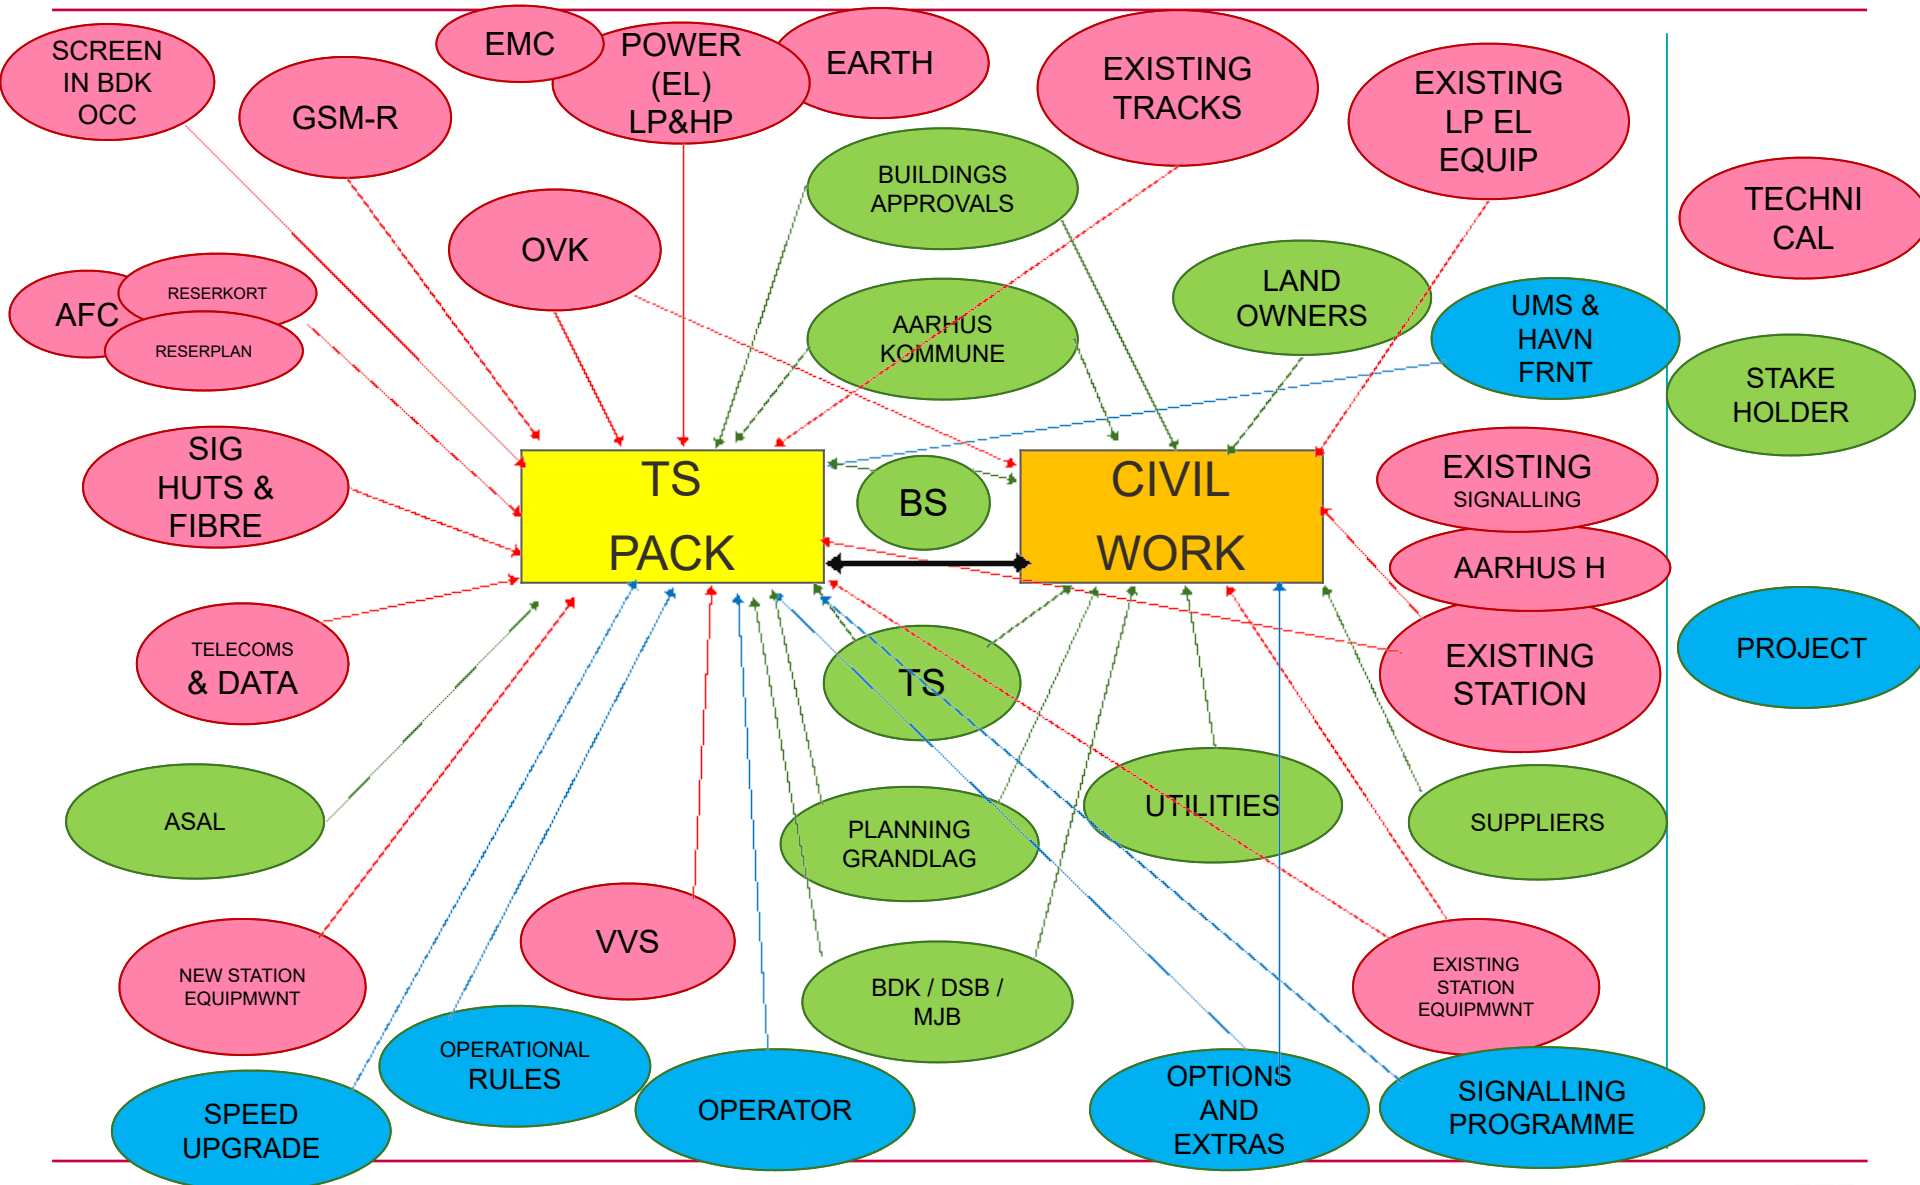 SCREEN
IN BDK
OCC
GSM-R
EMC
POWER
(EL)
LP&HP
EARTH
EXISTING
TRACKS
EXISTING
LP EL
EQUIP
BUILDINGS
APPROVALS
OVK
TECHNI
CAL
AFC
RESERKORT
RESERPLAN
AARHUS
KOMMUNE
LAND
OWNERS
UMS &
HAVN
FRNT
STAKE
HOLDER
SIG
HUTS &
FIBRE
TS
PACK
BS
CIVIL
WORK
EXISTING
SIGNALLING
AARHUS H
EXISTING
STATION
TELECOMS
& DATA
TS
PROJECT
ASAL
PLANNING
GRANDLAG
UTILITIES
SUPPLIERS
NEW STATION
EQUIPMWNT
VVS
BDK / DSB /
MJB
EXISTING
STATION
EQUIPMWNT
SPEED
UPGRADE
OPERATIONAL
RULES
OPERATOR
OPTIONS
AND
EXTRAS
SIGNALLING
PROGRAMME